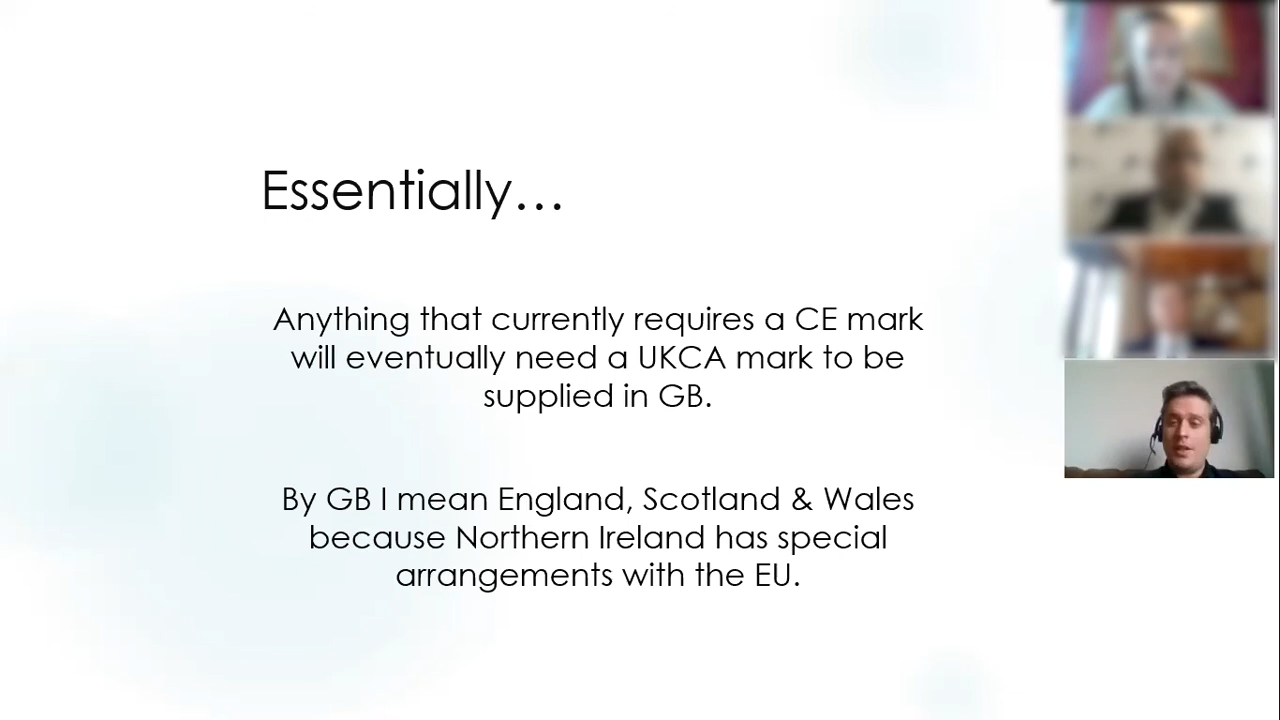 Essentially...
Anything that currently requires a CE mark
will eventually need a UKCA mark to be
supplied in GB.
By GB I mean England, Scotland & Wales
because Northern Ireland has special
arrangements with the EU.